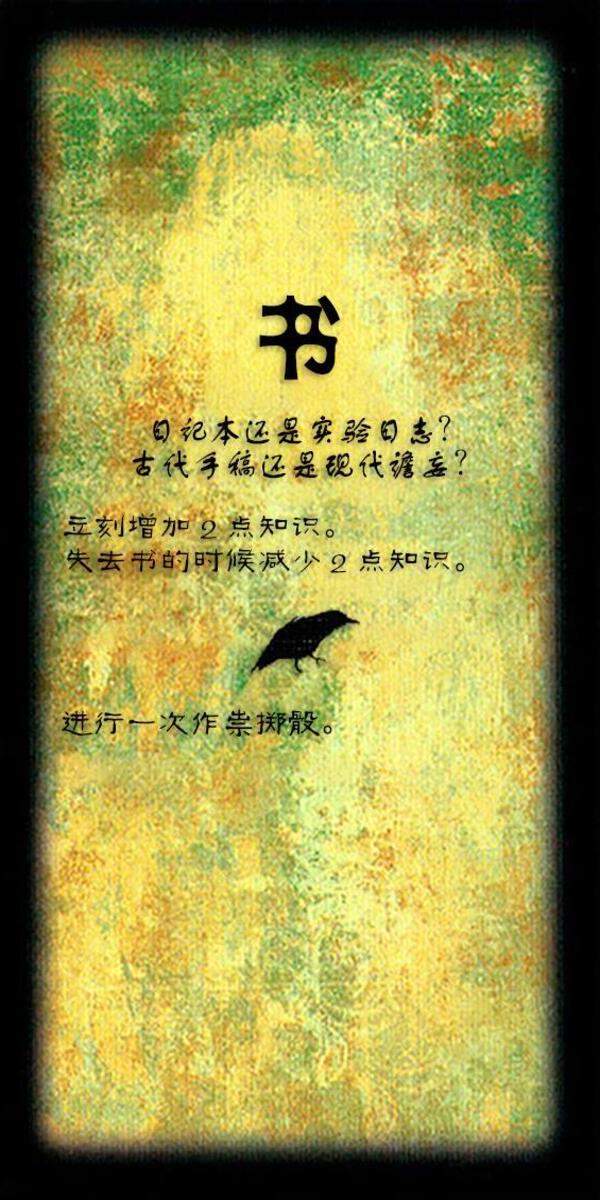 书
日记本还是实验日志?
古代手稿还是现代谵妄?
立刻增加 2 点知识。
失去书的时候减少 2 点知识。
进行一次作祟掷骰。